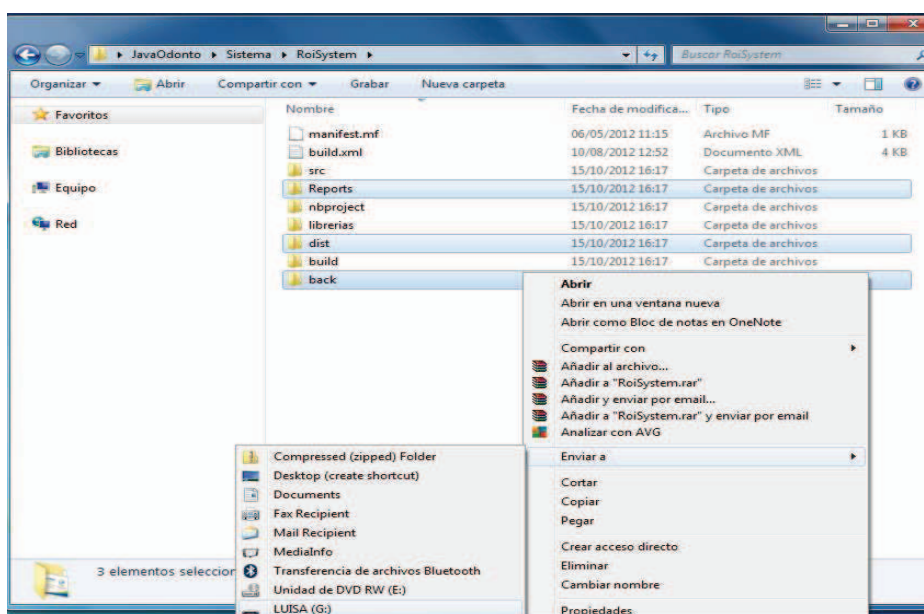 JavaOdonto ▸ Sistema ▸ RoiSystem ▸
Buscar RoiSystem
Organizar Abrir Compartir con Grabar Nueva carpeta
Favoritos
Bibliotecas
Equipo
Red
Nombre Fecha de modifica... Tipo Tamaño
manifest.mf 06/05/2012 11:15 Archivo MF 1 KB
build.xml 10/08/2012 12:52 Documento XML 4 KB
src 15/10/2012 16:17 Carpeta de archivos
Reports 15/10/2012 16:17 Carpeta de archivos
nbproject 15/10/2012 16:17 Carpeta de archivos
librerias 15/10/2012 16:17 Carpeta de archivos
dist 15/10/2012 16:17 Carpeta de archivos
build 15/10/2012 16:17 Carpeta de archivos
back
Abrir
Abrir en una ventana nueva
Abrir como Bloc de notas en OneNote
Compartir con
Añadir al archivo...
Añadir a "RoiSystem.rar"
Añadir y enviar por email...
Añadir a "RoiSystem.rar" y enviar por email
Analizar con AVG
Enviar a
Cortar
Copiar
Pegar
Crear acceso directo
Eliminar
Cambiar nombre
Propiedades
Compressed (zipped) Folder
Desktop (create shortcut)
Documents
Fax Recipient
Mail Recipient
MediaInfo
Transferencia de archivos Bluetooth
Unidad de DVD RW (E:)
LUISA (G:)
3 elementos seleccion